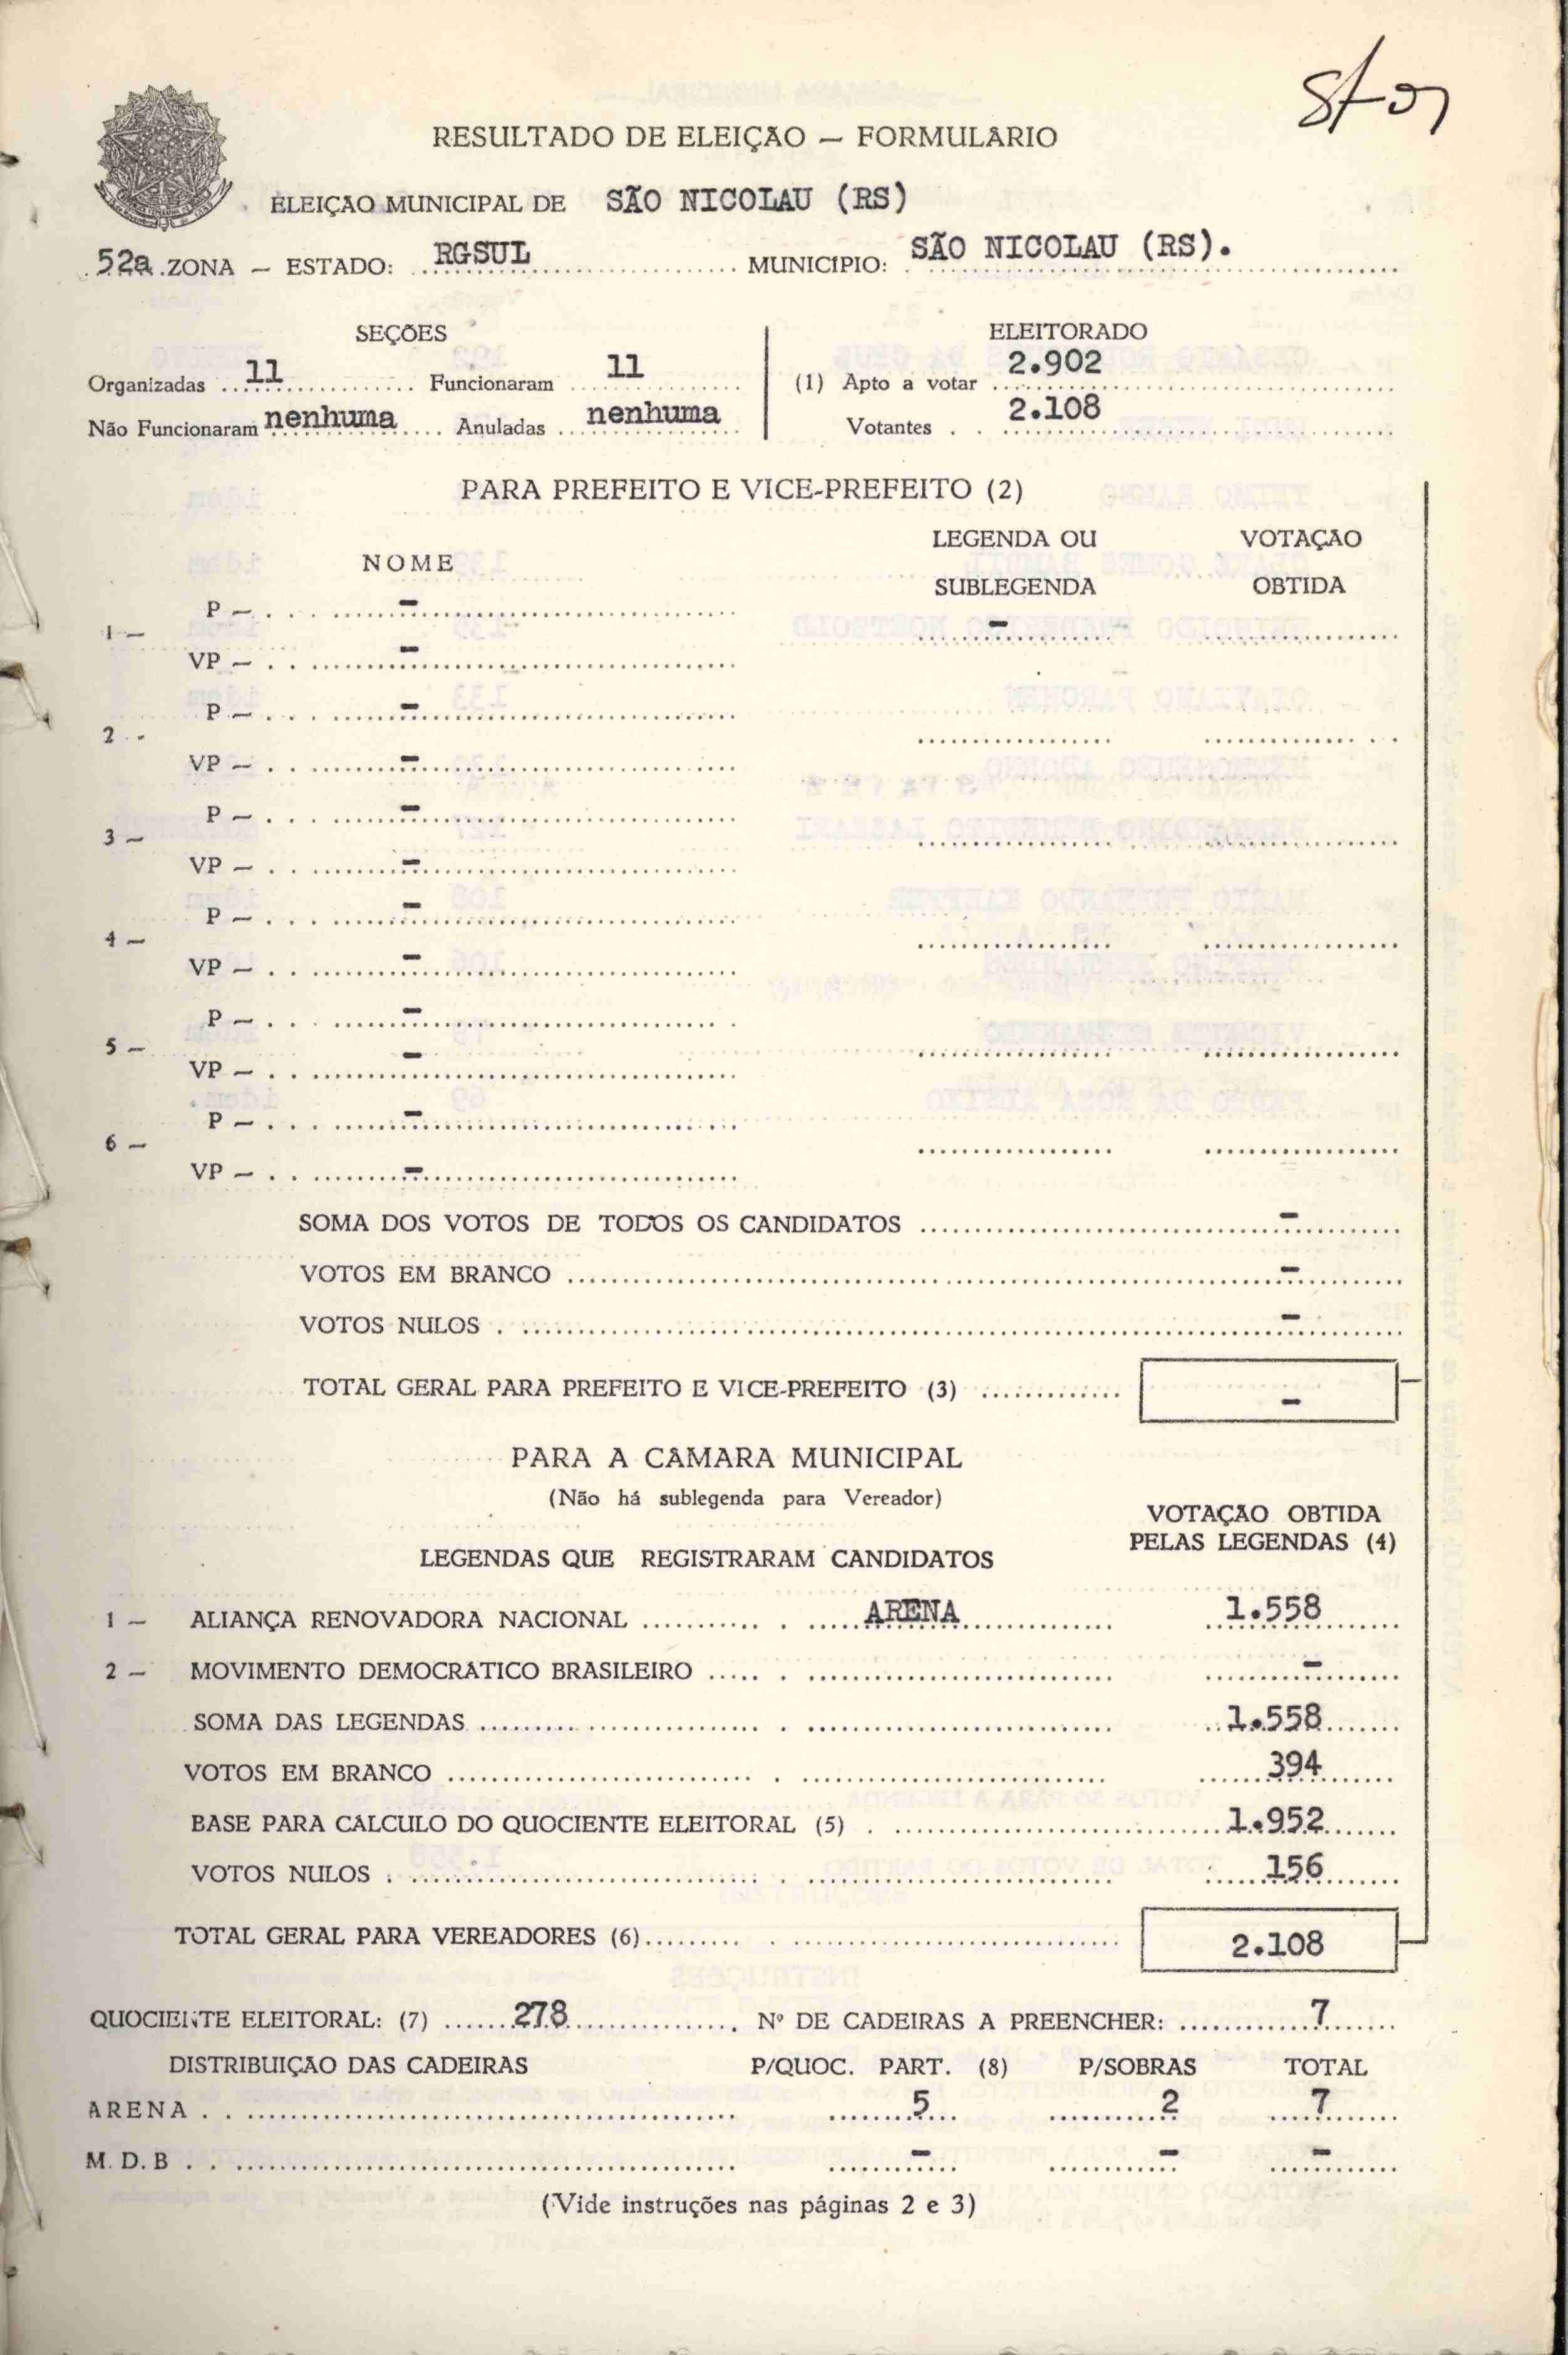 RESULTADO DE ELEIÇÃO — FORMULÁRIO
ELEIÇÃO MUNICIPAL DE SÃO NICOLAU (RS)
52a. ZONA — ESTADO: RGSUL MUNICÍPIO: SÃO NICOLAU (RS).
SEÇÕES
ELEITORADO
Organizadas 11 Funcionaram 11 (1) Apto a votar 2.902
Não Funcionaram nenhuma Anuladas nenhuma Votantes 2.108
PARA PREFEITO E VICE-PREFEITO (2)
NOME
LEGENDA OU SUBLEGENDA
VOTAÇÃO OBTIDA
1 — P — -
VP — - -
2 - P — -
VP — -
3 — P — -
VP — -
4 — P — -
VP — -
5 — P — -
VP — -
6 — P — -
VP — -
SOMA DOS VOTOS DE TODOS OS CANDIDATOS -
VOTOS EM BRANCO -
VOTOS NULOS -
TOTAL GERAL PARA PREFEITO E VICE-PREFEITO (3) -
PARA A CÂMARA MUNICIPAL
(Não há sublegenda para Vereador)
LEGENDAS QUE REGISTRARAM CANDIDATOS
VOTAÇÃO OBTIDA PELAS LEGENDAS (4)
1 — ALIANÇA RENOVADORA NACIONAL ARENA 1.558
2 — MOVIMENTO DEMOCRÁTICO BRASILEIRO -
SOMA DAS LEGENDAS 1.558
VOTOS EM BRANCO 394
BASE PARA CÁLCULO DO QUOCIENTE ELEITORAL (5) 1.952
VOTOS NULOS 156
TOTAL GERAL PARA VEREADORES (6) 2.108
QUOCIENTE ELEITORAL: (7) 278 Nº DE CADEIRAS A PREENCHER: 7
DISTRIBUIÇÃO DAS CADEIRAS P/QUOC. PART. (8) P/SOBRAS TOTAL
ARENA 5 2 7
M. D. B - - -
(Vide instruções nas páginas 2 e 3)